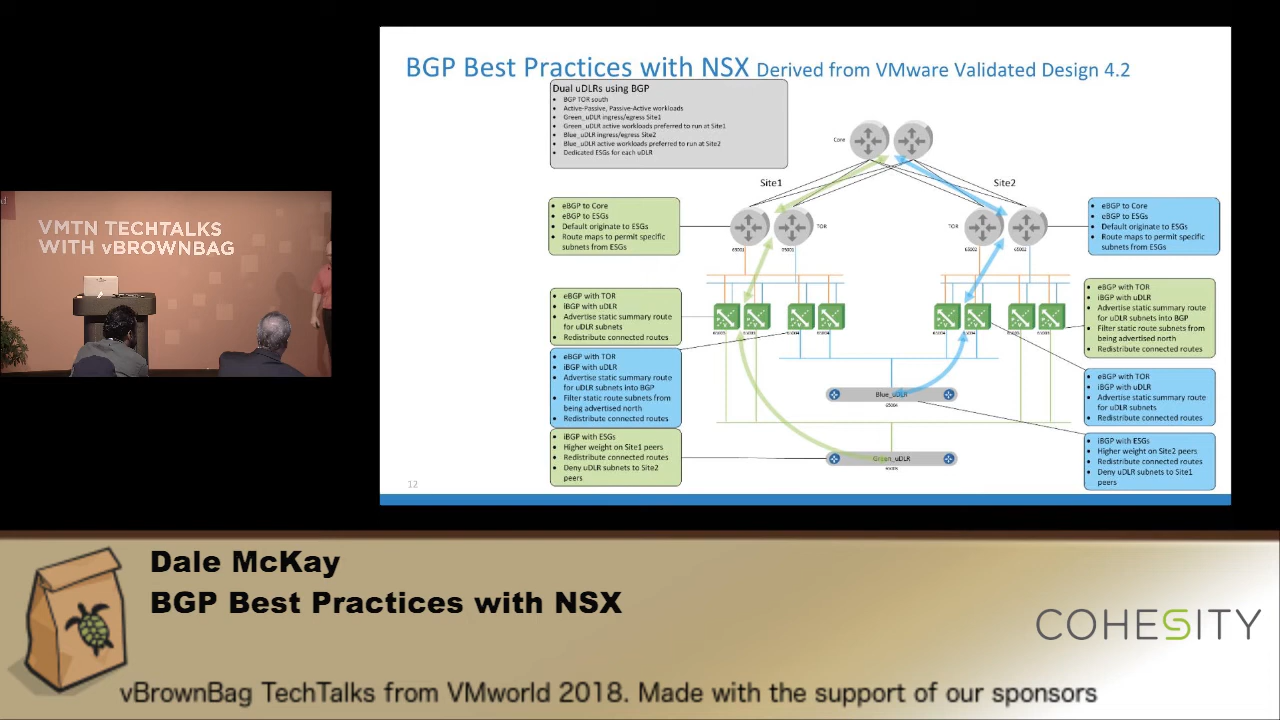 BGP Best Practices with NSX Derived from VMware Validated Design 4.2
Dual uDLRs using BGP
• BGP TOR south
• Active-Passive, Passive-Active workloads
• Green_uDLR ingress/egress Site1
• Green_uDLR active workloads preferred to run at Site1
• Blue_uDLR ingress/egress Site2
• Blue_uDLR active workloads preferred to run at Site2
• Dedicated ESGs for each uDLR
Core
Site1
Site2
• eBGP to Core
• eBGP to ESGs
• Default originate to ESGs
• Route maps to permit specific
subnets from ESGs
TOR
TOR
• eBGP to Core
• eBGP to ESGs
• Default originate to ESGs
• Route maps to permit specific
subnets from ESGs
65001
65001
65002
65002
• eBGP with TOR
• iBGP with uDLR
• Advertise static summary route
for uDLR subnets
• Redistribute connected routes
• eBGP with TOR
• iBGP with uDLR
• Advertise static summary route
for uDLR subnets into BGP
• Filter static route subnets from
being advertised north
• Redistribute connected routes
• eBGP with TOR
• iBGP with uDLR
• Advertise static summary route
for uDLR subnets into BGP
• Filter static route subnets from
being advertised north
• Redistribute connected routes
• eBGP with TOR
• iBGP with uDLR
• Advertise static summary route
for uDLR subnets
• Redistribute connected routes
Blue_uDLR
65004
• iBGP with ESGs
• Higher weight on Site1 peers
• Redistribute connected routes
• Deny uDLR subnets to Site2
peers
Green_uDLR
• iBGP with ESGs
• Higher weight on Site2 peers
• Redistribute connected routes
• Deny uDLR subnets to Site1
peers
12
VMTN TECHTALKS
WITH vBROWNBAG
Dale McKay
BGP Best Practices with NSX
COHESITY
vBrownBag TechTalks from VMworld 2018. Made with the support of our sponsors